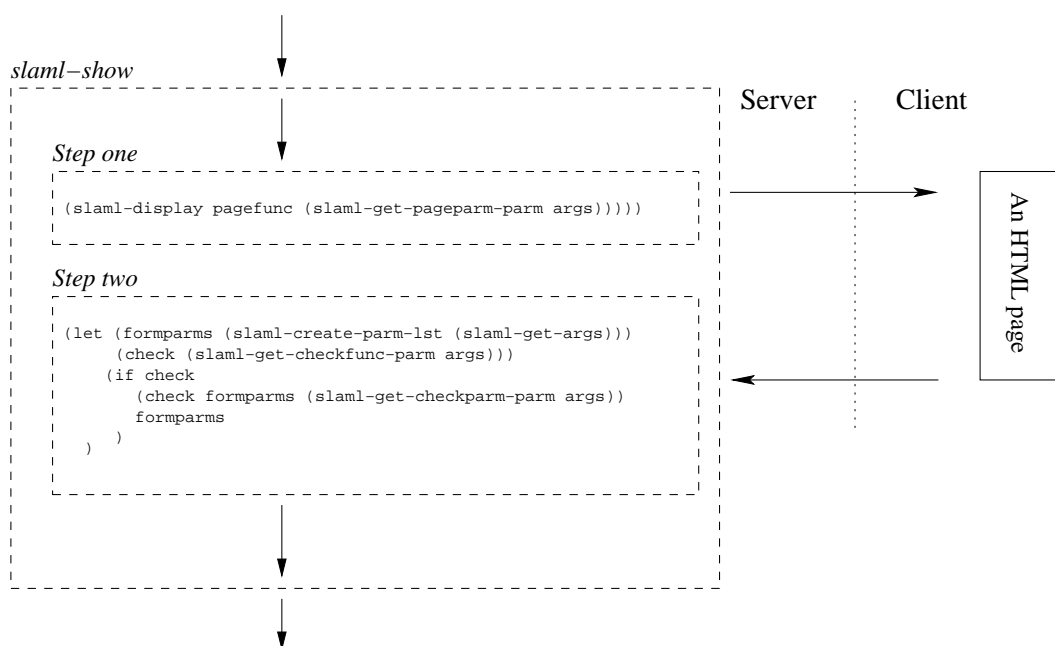 slaml−show
Server
Client
Step one
(slaml-display pagefunc (slaml-get-pageparm-parm args)))))
An HTML page
Step two
(let (formparms (slaml-create-parm-lst (slaml-get-args)))
(check (slaml-get-checkfunc-parm args)))
(if check
(check formparms (slaml-get-checkparm-parm args))
formparms
)
)